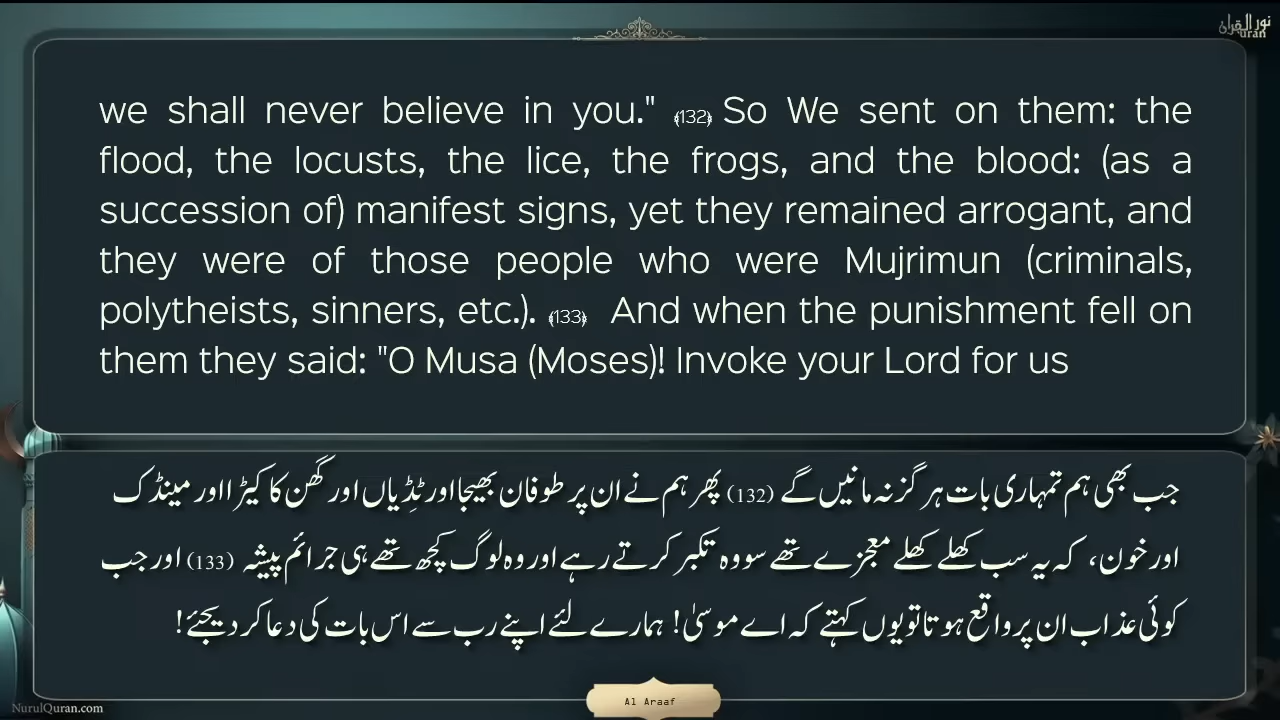 نور القرآن
Quran
we shall never believe in you." ﴾132﴿ So We sent on them: the
flood, the locusts, the lice, the frogs, and the blood: (as a
succession of) manifest signs, yet they remained arrogant, and
they were of those people who were Mujrimun (criminals,
polytheists, sinners, etc.). ﴾133﴿ And when the punishment fell on
them they said: "O Musa (Moses)! Invoke your Lord for us
جب بھی ہم تمہاری بات ہر گز نہ مانیں گے (132) پھر ہم نے ان پر طوفان بھیجا اور ٹڈیاں اور گھن کا کیڑا اور مینڈک
اور خون، کہ یہ سب کھلے کھلے معجزے تھے سو وه تکبر کرتے رہے اور وه لوگ کچھ تھے ہی جرائم پیشہ (133) اور جب
کوئی عذاب ان پر واقع ہوتا تو یوں کہتے کہ اے موسیٰ! ہمارے لئے اپنے رب سے اس بات کی دعا کر دیجئے!
NurulQuran.com
Al Araaf